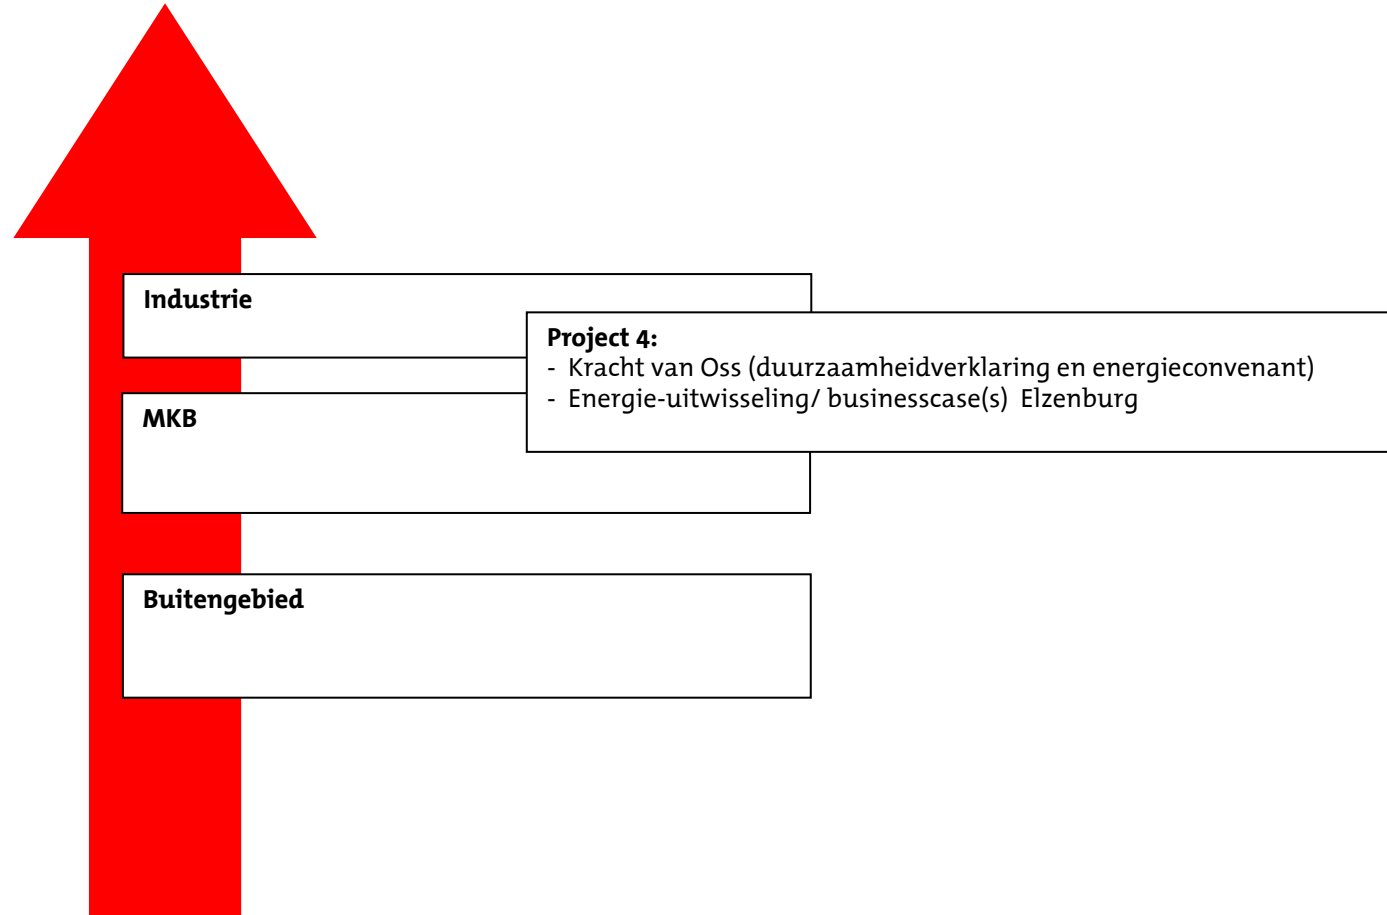 Industrie
Project 4:
- Kracht van Oss (duurzaamheidverklaring en energieconvenant)
- Energie-uitwisseling/ businesscase(s) Elzenburg
MKB
Buitengebied